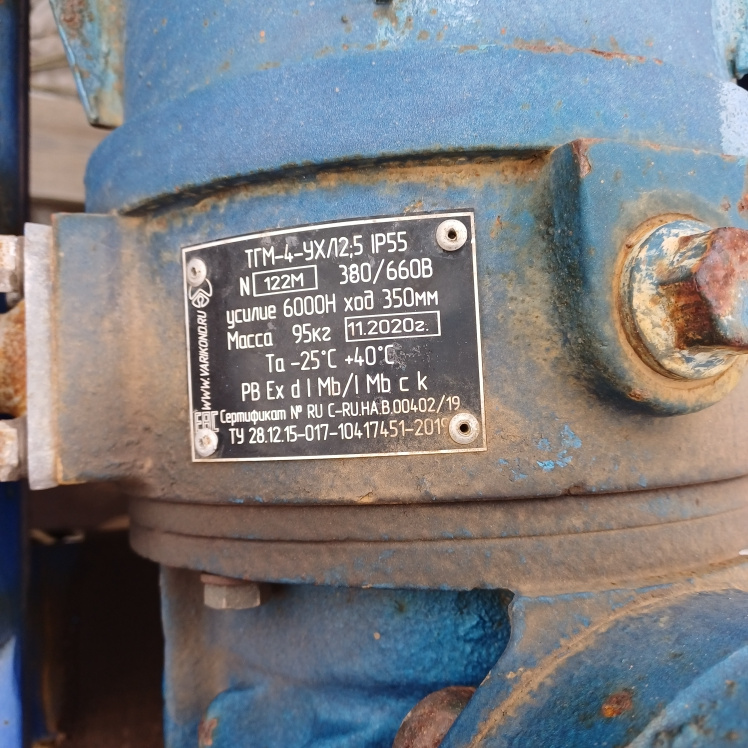 ТГМ-4-УХЛ2;5 IP55
N 122М 380/660В
усилие 6000Н ход 350мм
Масса 95кг 11.2020г.
Та -25°С +40°С
РВ Ex d I Mb/I Mb c k
Сертификат № RU С-RU.НА.В.00402/19
ТУ 28.12.15-017-10417451-2019
WWW.VARIKOND.RU
EAC